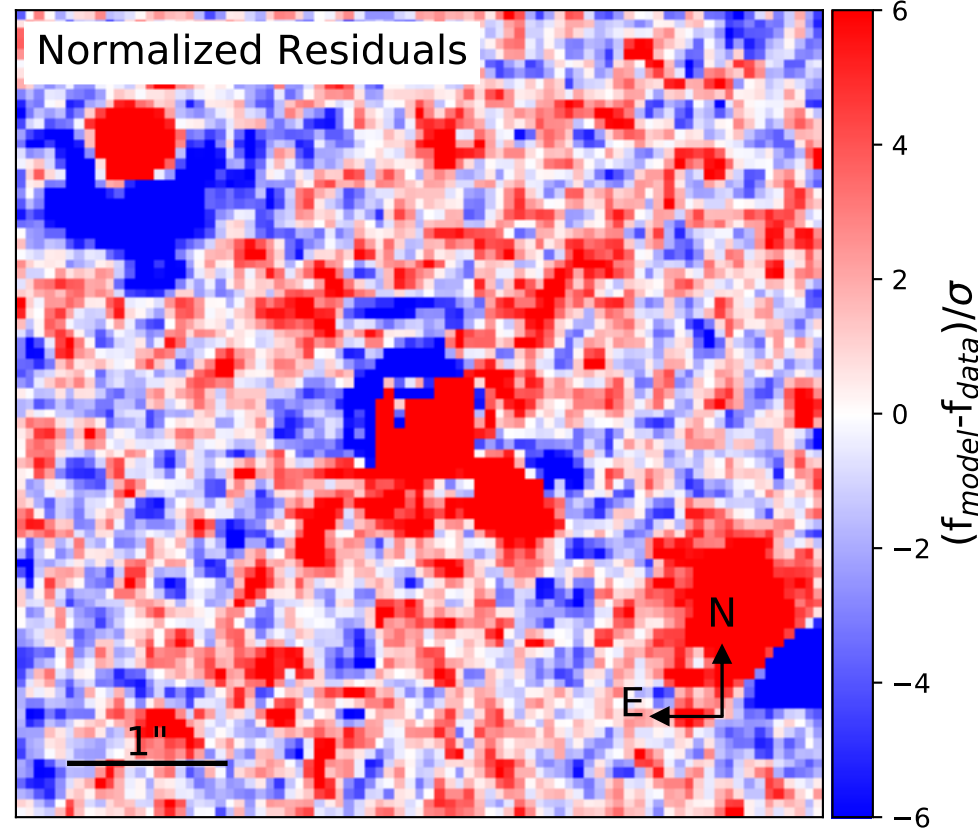 Normalized Residuals
N
E
1"
6
4
2
0
−2
−4
−6
(f_model-f_data)/σ